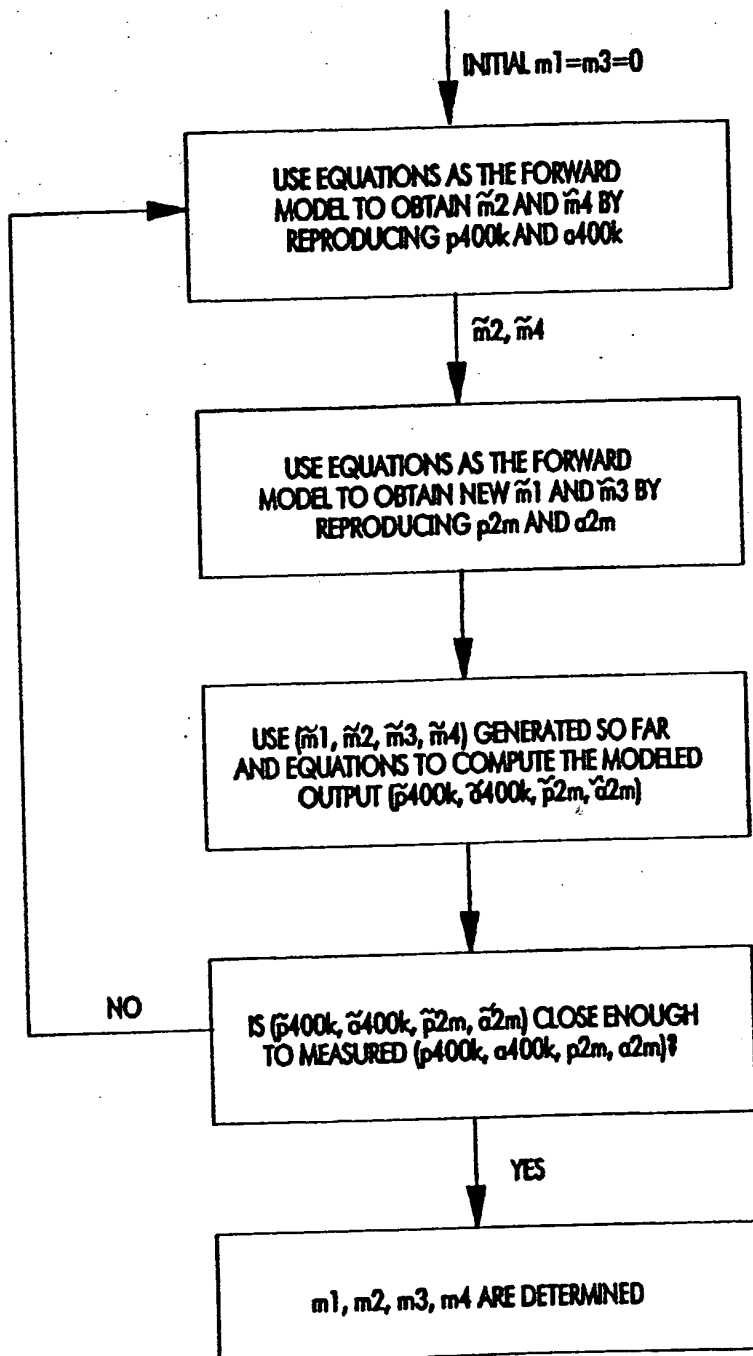 INITIAL m1=m3=0
USE EQUATIONS AS THE FORWARD
MODEL TO OBTAIN m̃2 AND m̃4 BY
REPRODUCING p400k AND a400k
m̃2, m̃4
USE EQUATIONS AS THE FORWARD
MODEL TO OBTAIN NEW m̃1 AND m̃3 BY
REPRODUCING p2m AND a2m
USE (m̃1, m̃2, m̃3, m̃4) GENERATED SO FAR
AND EQUATIONS TO COMPUTE THE MODELED
OUTPUT (p̃400k, ã400k, p̃2m, ã2m)
NO
IS (p̃400k, ã400k, p̃2m, ã2m) CLOSE ENOUGH
TO MEASURED (p400k, a400k, p2m, a2m)?
YES
m1, m2, m3, m4 ARE DETERMINED